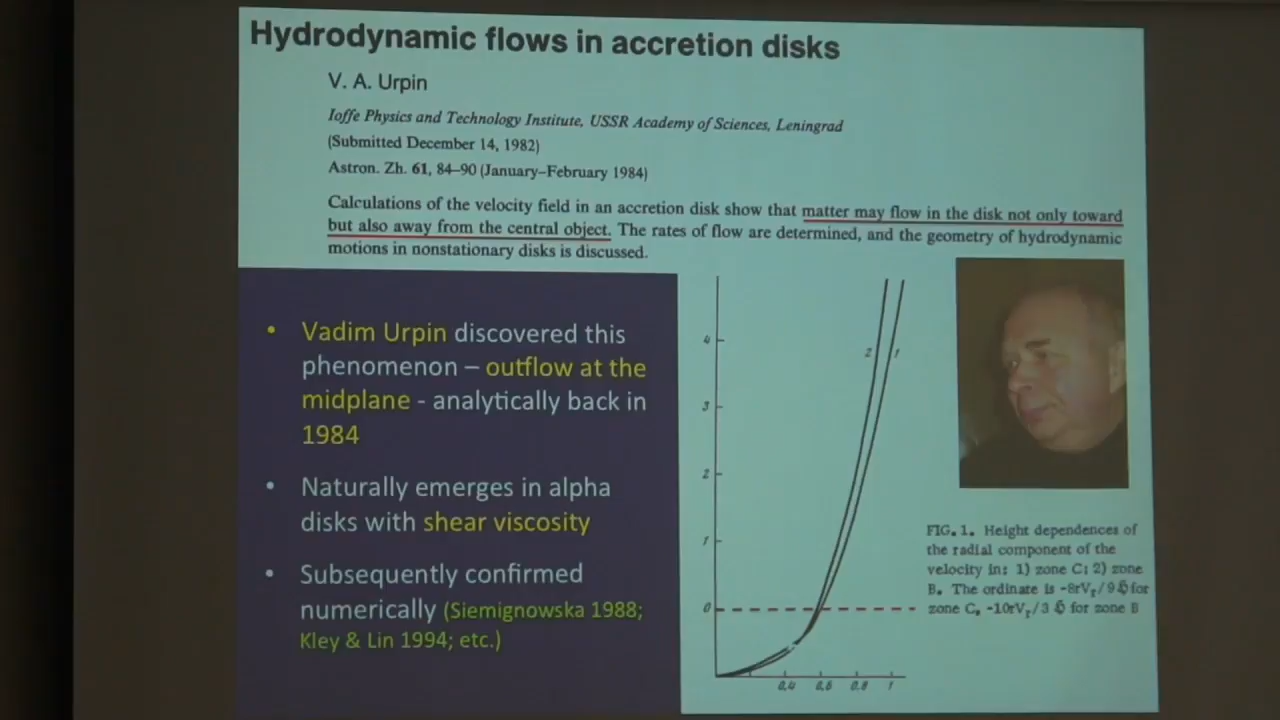 Hydrodynamic flows in accretion disks
V. A. Urpin
Ioffe Physics and Technology Institute, USSR Academy of Sciences, Leningrad
(Submitted December 14, 1982)
Astron. Zh. 61, 84–90 (January–February 1984)
Calculations of the velocity field in an accretion disk show that matter may flow in the disk not only toward
but also away from the central object. The rates of flow are determined, and the geometry of hydrodynamic
motions in nonstationary disks is discussed.
• Vadim Urpin discovered this
phenomenon – outflow at the
midplane - analytically back in
1984
• Naturally emerges in alpha
disks with shear viscosity
• Subsequently confirmed
numerically (Siemignowska 1988;
Kley & Lin 1994; etc.)
4
3
2
1
0
2 1
0,4 0,6 0,8 1
FIG. 1. Height dependences of
the radial component of the
velocity in: 1) zone C; 2) zone
B. The ordinate is -8rVr/9 for
zone C, -10rVr/3 for zone B